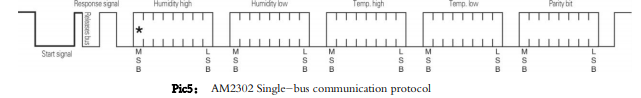 Response signal Humidity high Humidity low Temp. high Temp. low Parity bit
Releases bus
*
Start signal
M L M L M L M L M L
S S S S S S S S S S
B B B B B B B B B B
Pic5: AM2302 Single-bus communication protocol